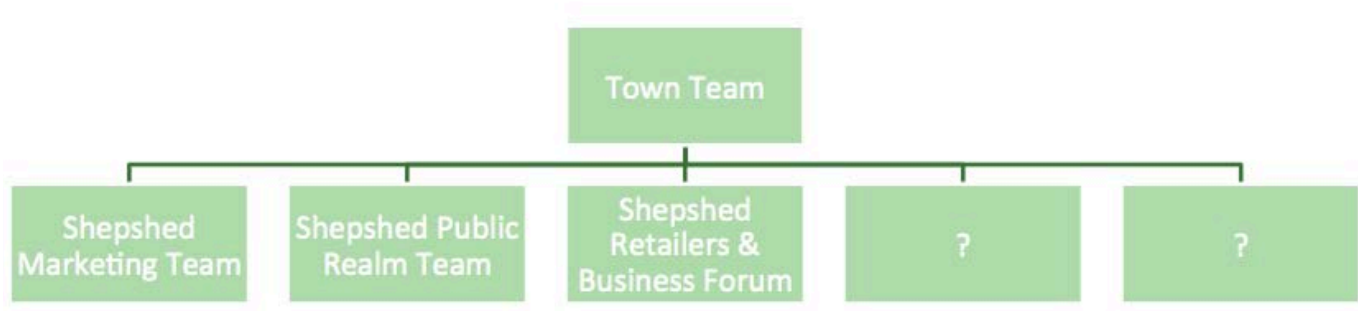 Town Team
Shepshed
Marketing Team
Shepshed Public
Realm Team
Shepshed
Retailers &
Business Forum
?
?